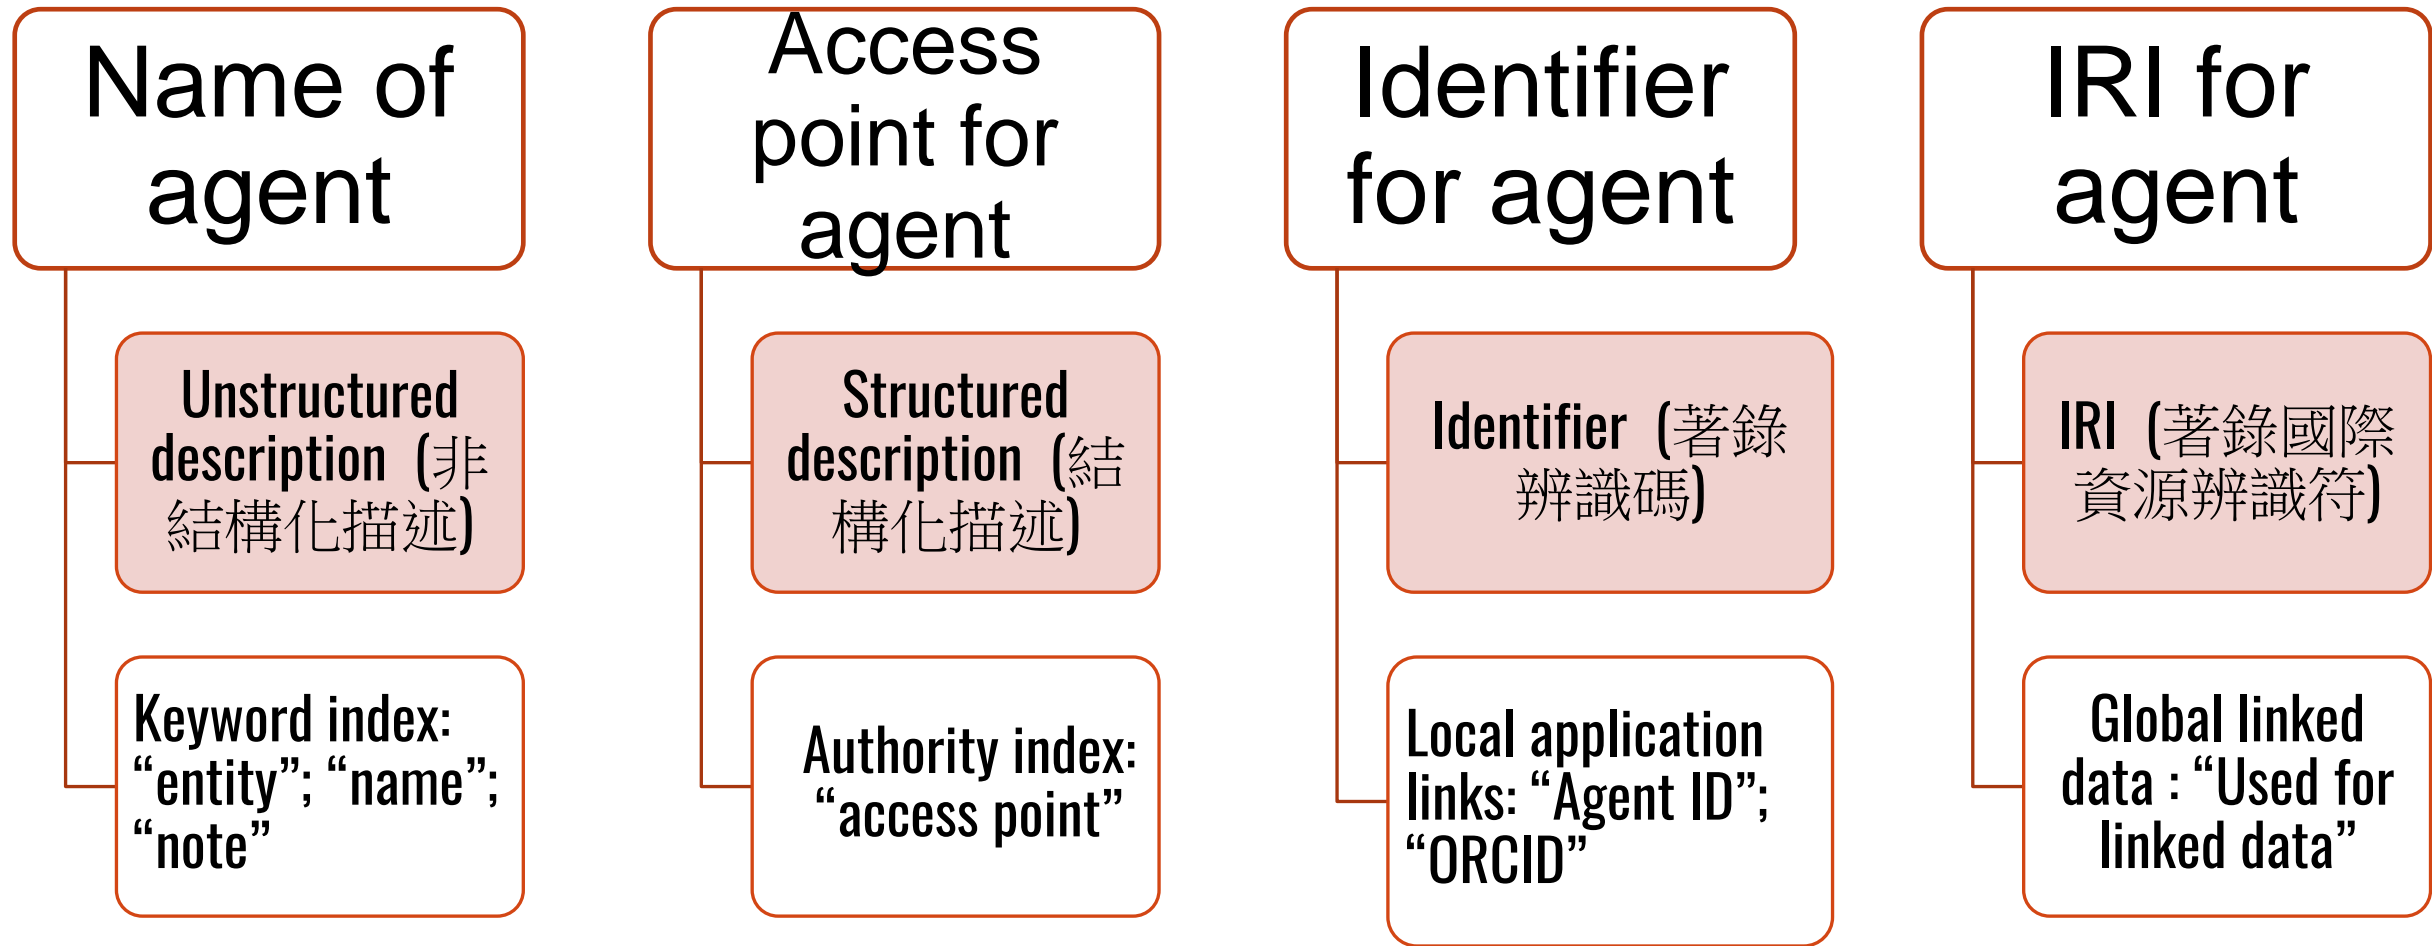 Name of
agent
Unstructured
description (非
結構化描述)
Keyword index:
“entity”; “name”;
“note”
Access
point for
agent
Structured
description (結
構化描述)
Authority index:
“access point”
Identifier
for agent
Identifier (著錄
辨識碼)
Local application
links: “Agent ID”;
“ORCID”
IRI for
agent
IRI (著錄國際
資源辨識符)
Global linked
data : “Used for
linked data”